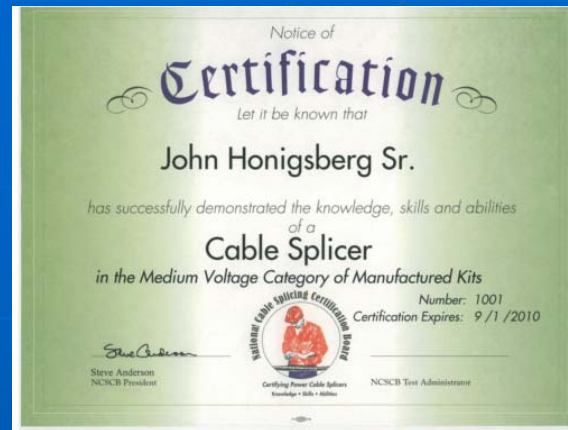 Notice of
Certification
Let it be known that
John Honigsberg Sr.
has successfully demonstrated the knowledge, skills and abilities
of a
Cable Splicer
in the Medium Voltage Category of Manufactured Kits
Number: 1001
Certification Expires: 9 /1 /2010
National Cable Splicing Certification Board
Certifying Power Cable Splicers
Knowledge • Skills • Abilities
Steve Anderson
Steve Anderson
NCSCB President
NCSCB Test Administrator